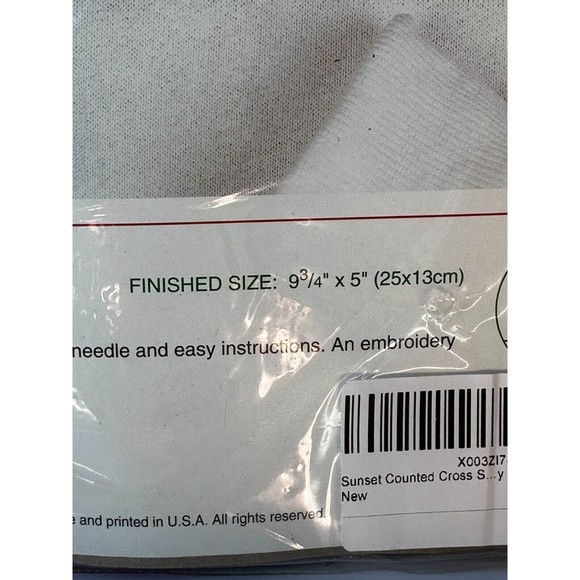 FINISHED SIZE: 9 3/4" x 5" (25x13cm)
needle and easy instructions. An embroidery
X003ZI7
Sunset Counted Cross S...y
New
e and printed in U.S.A. All rights reserved.